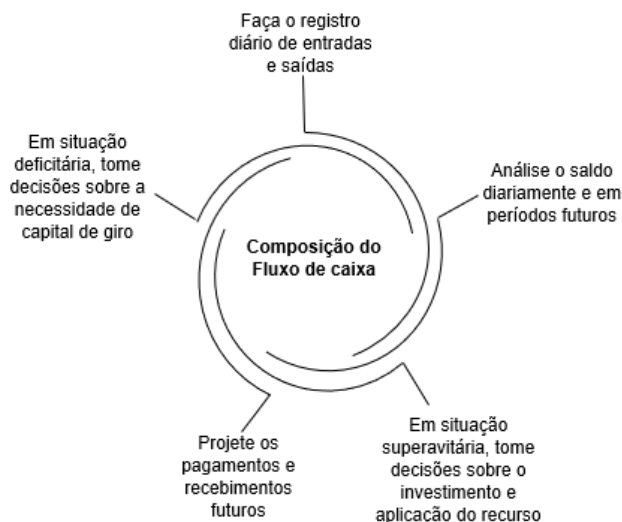 Faça o registro
diário de entradas
e saídas
Em situação
deficitária, tome
decisões sobre a
necessidade de
capital de giro
Análise o saldo
diariamente e em
períodos futuros
Composição do
Fluxo de caixa
Projete os
pagamentos e
recebimentos
futuros
Em situação
superavitária, tome
decisões sobre o
investimento e
aplicação do recurso